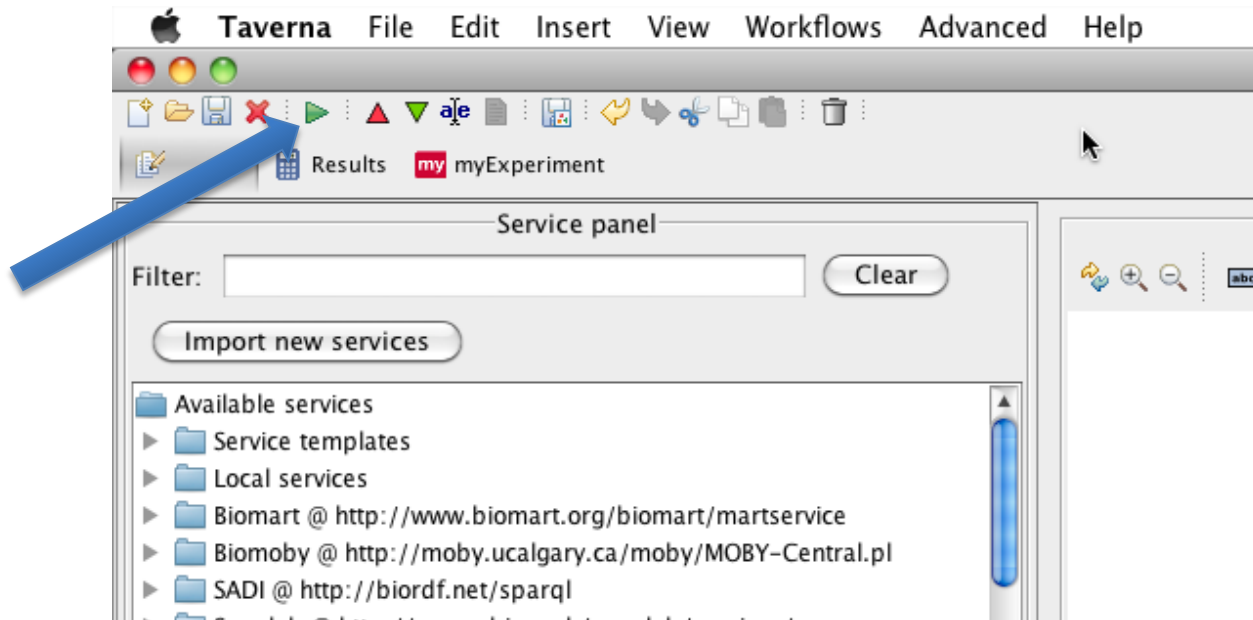 Taverna File Edit Insert View Workflows Advanced Help
a|e
Results my myExperiment
Service panel
Filter: Clear
abc
Import new services
Available services
Service templates
Local services
Biomart @ http://www.biomart.org/biomart/martservice
Biomoby @ http://moby.ucalgary.ca/moby/MOBY-Central.pl
SADI @ http://biordf.net/sparql